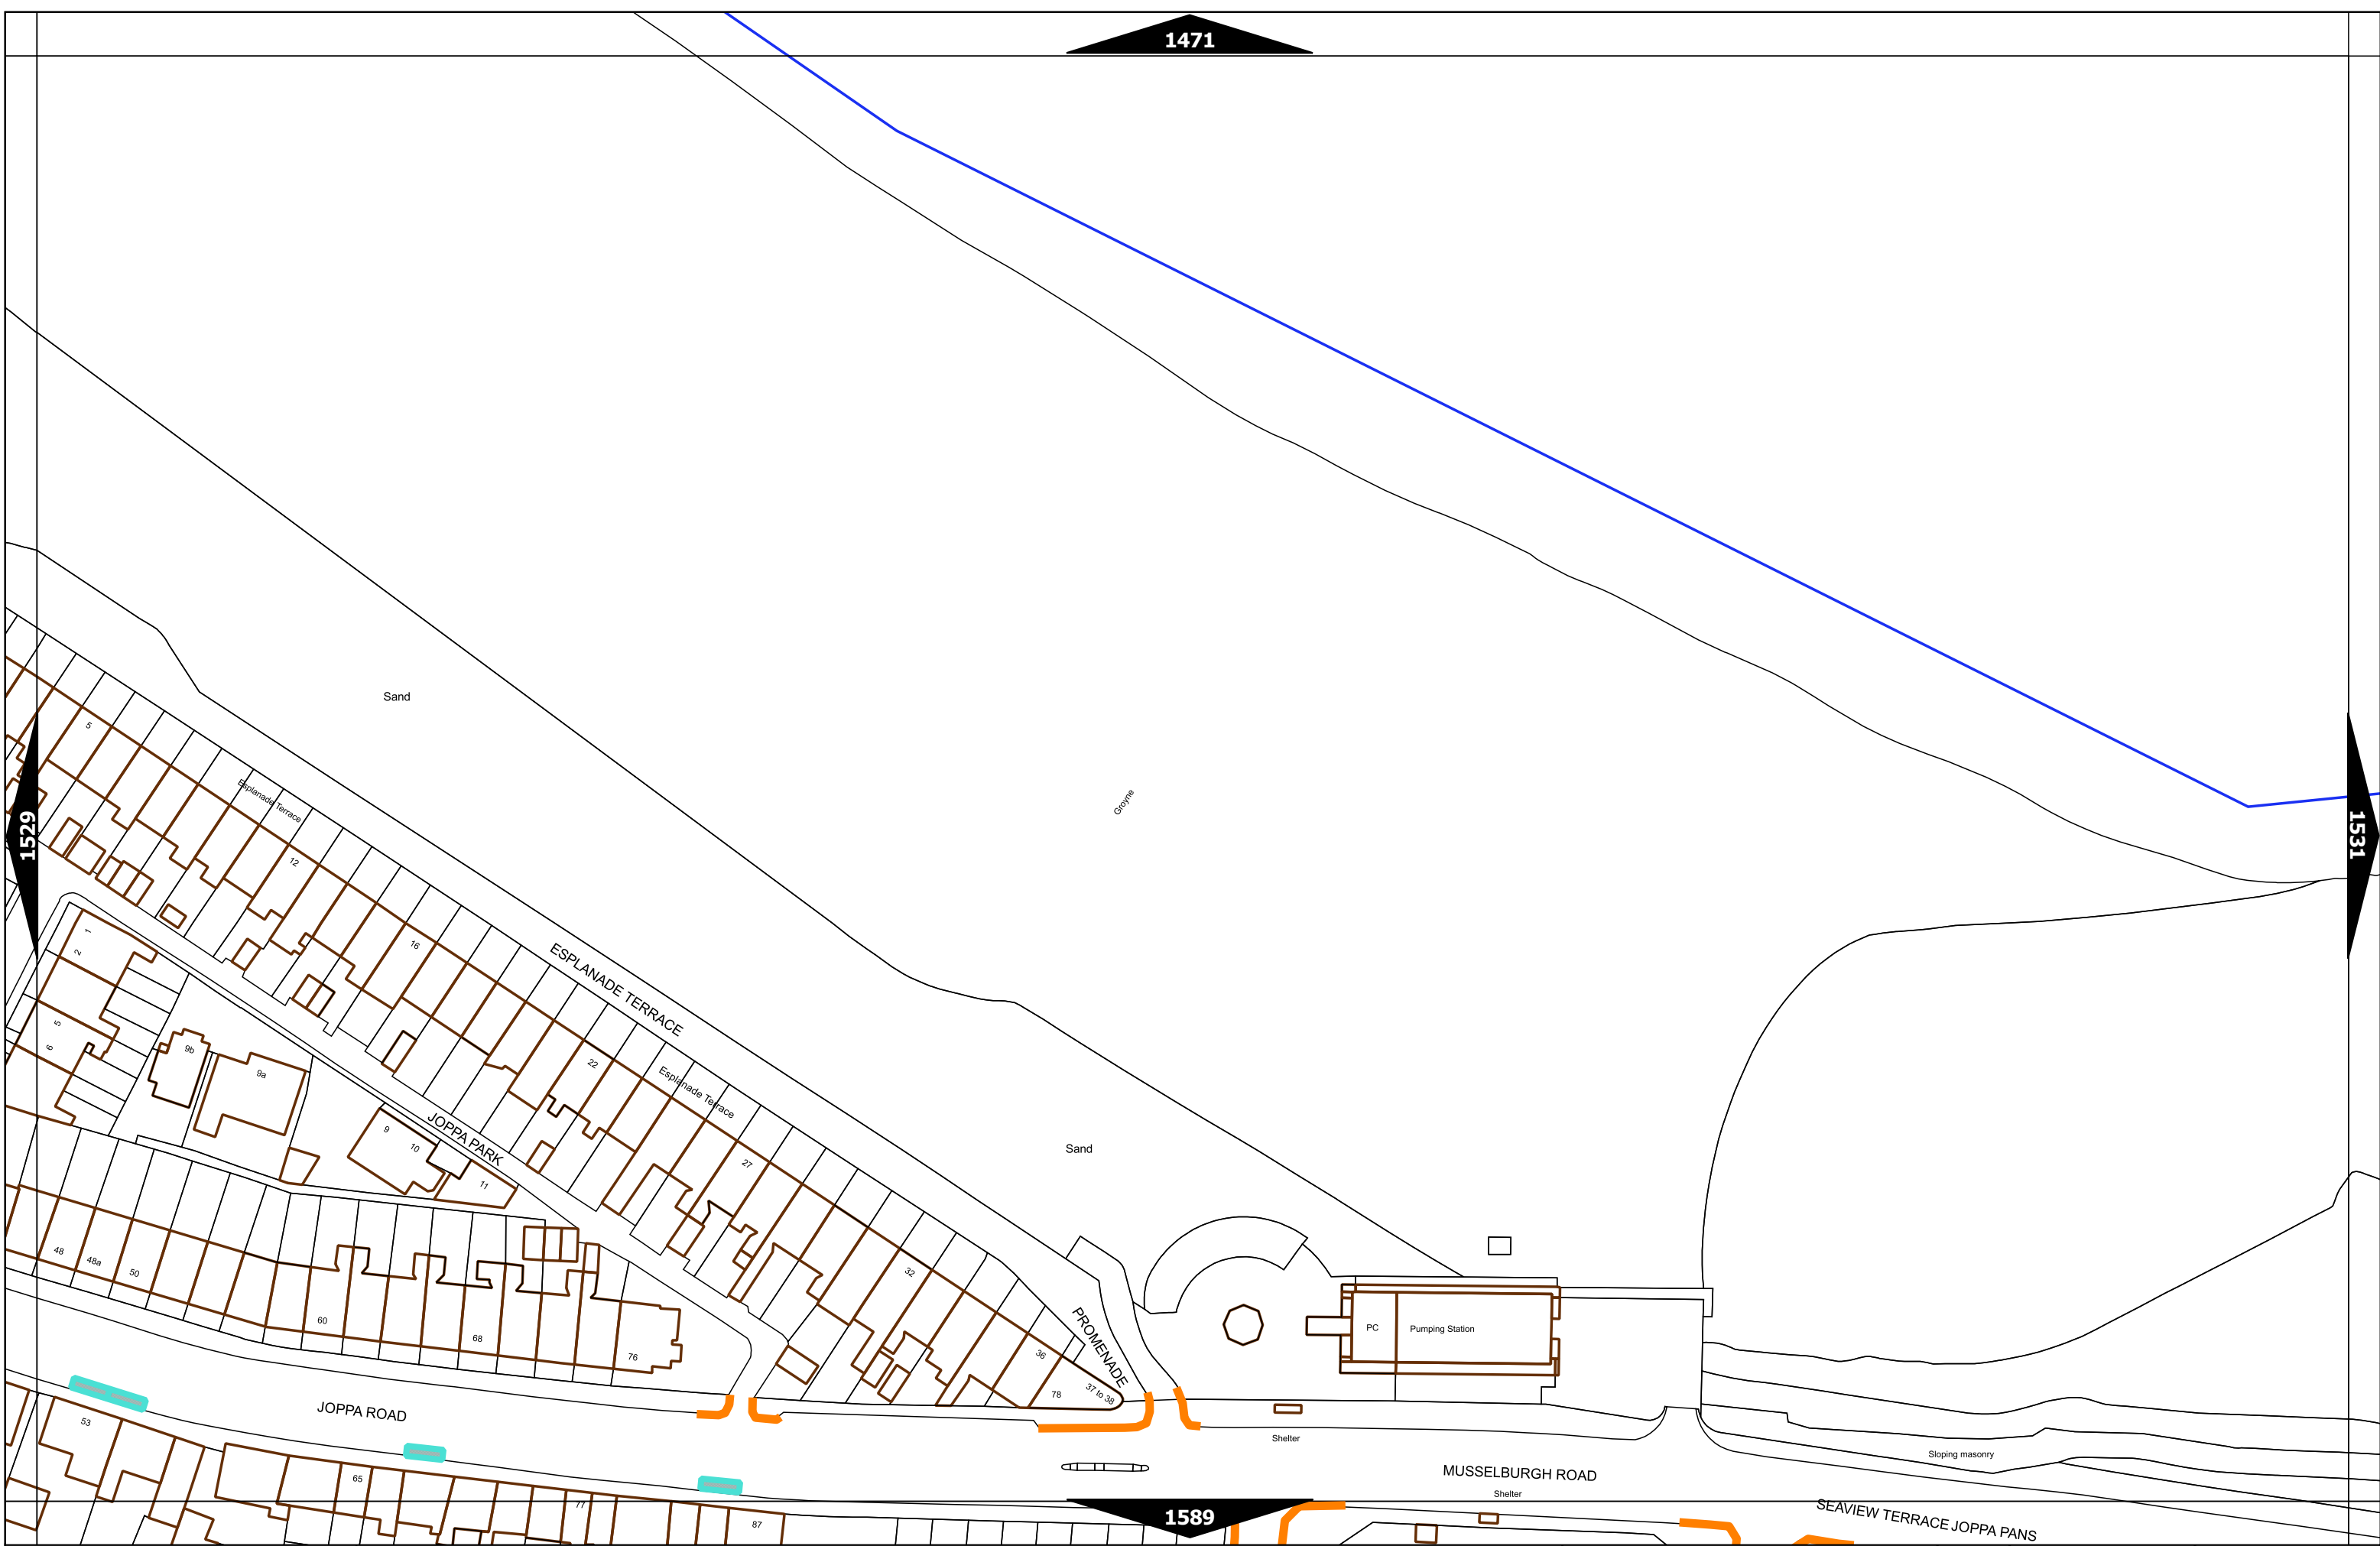 1471
Sand
5
Esplanade Terrace
12
1529
1531
Groyne
16
ESPLANADE TERRACE
1
2
5
6
9b
9a
22
Esplanade Terrace
9
10
JOPPA PARK
11
27
Sand
48
48a
50
32
60
68
76
36
PROMENADE
37 to 38
78
PC
Pumping Station
53
JOPPA ROAD
65
77
87
Shelter
MUSSELBURGH ROAD
Shelter
Sloping masonry
SEAVIEW TERRACE JOPPA PANS
1589